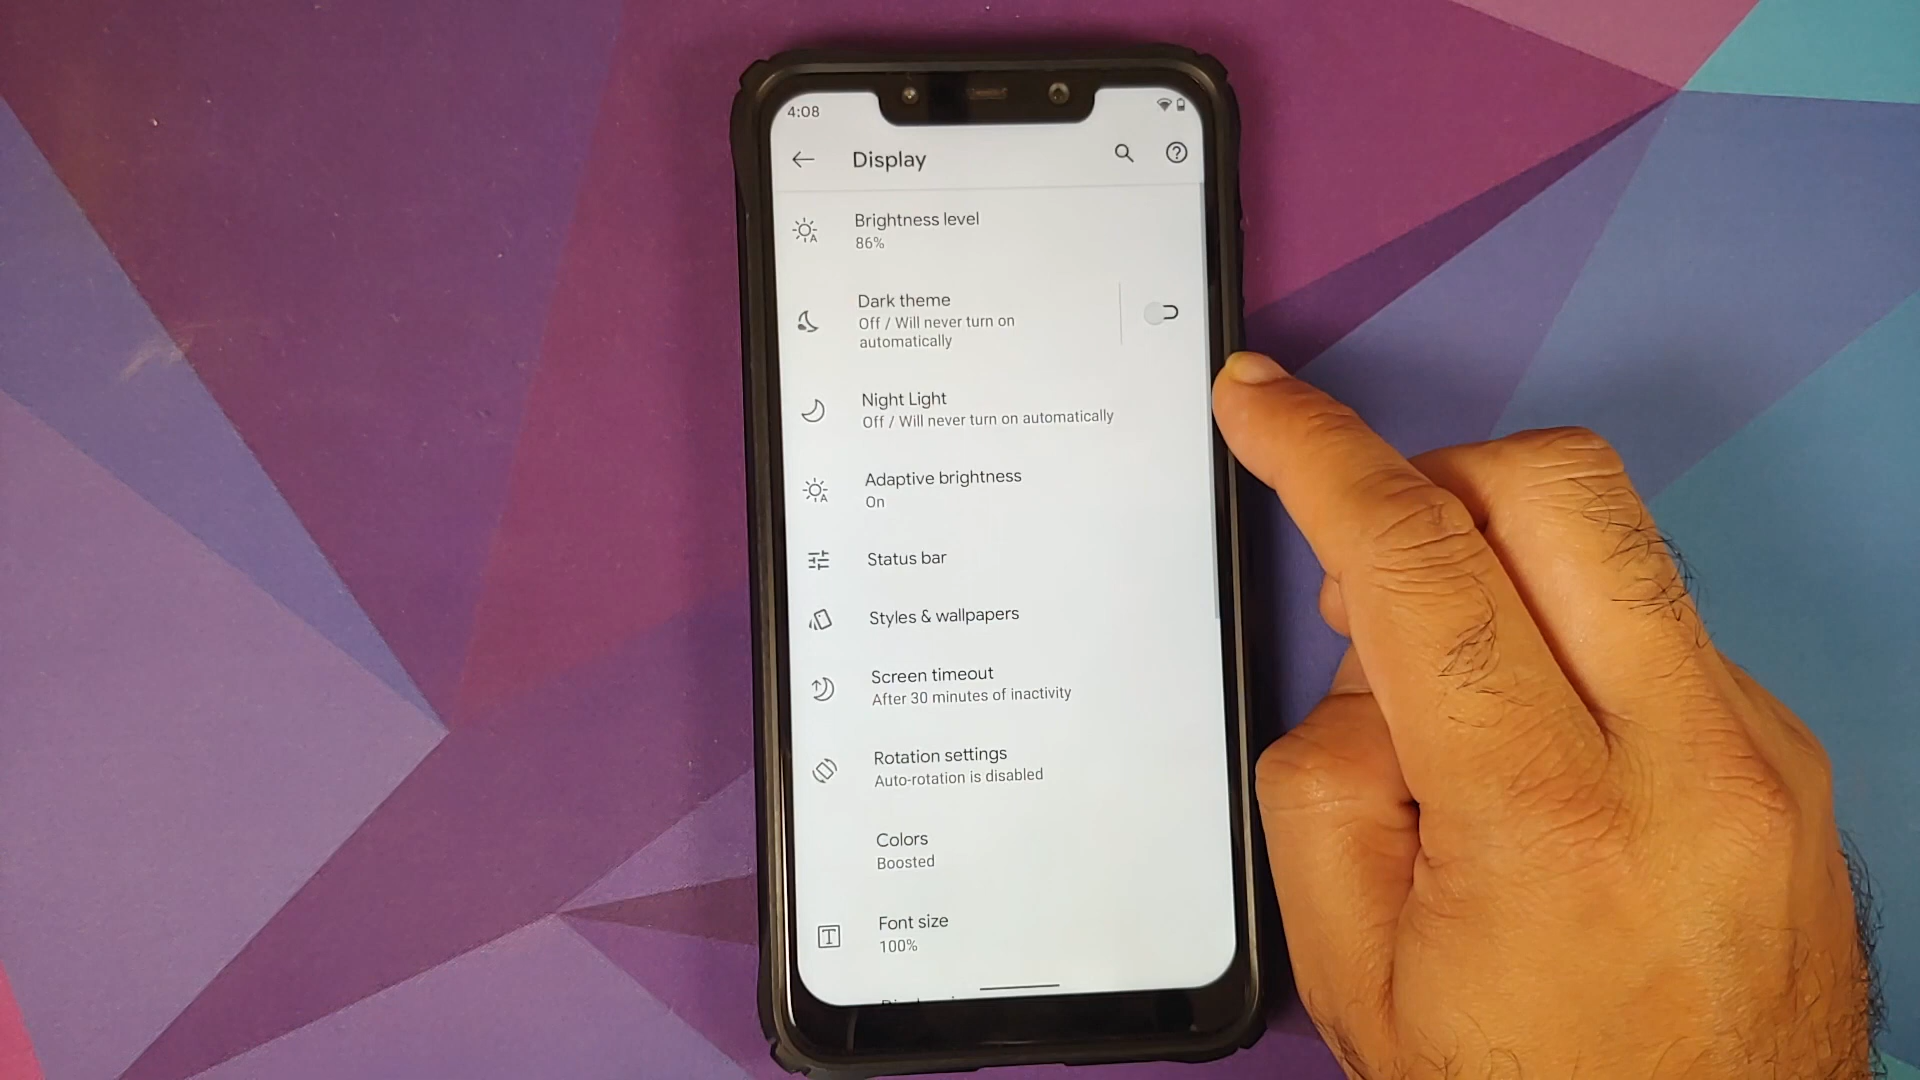 4:08
Display
Brightness level
86%
Dark theme
Off / Will never turn on
automatically
Night Light
Off / Will never turn on automatically
Adaptive brightness
On
Status bar
Styles & wallpapers
Screen timeout
After 30 minutes of inactivity
Rotation settings
Auto-rotation is disabled
Colors
Boosted
Font size
100%